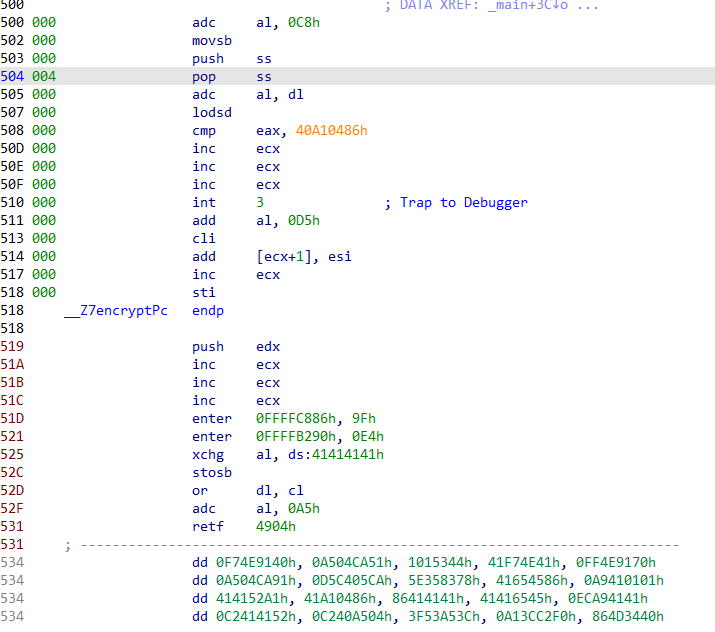 500 ; DATA XREF: _main+3C↓o ...
500 000 adc al, 0C8h
502 000 movsb
503 000 push ss
504 004 pop ss
505 000 adc al, dl
507 000 lodsd
508 000 cmp eax, 40A10486h
50D 000 inc ecx
50E 000 inc ecx
50F 000 inc ecx
510 000 int 3 ; Trap to Debugger
511 000 add al, 0D5h
513 000 cli
514 000 add [ecx+1], esi
517 000 inc ecx
518 000 sti
518 __Z7encryptPc endp
518
519 push edx
51A inc ecx
51B inc ecx
51C inc ecx
51D enter 0FFFFC886h, 9Fh
521 enter 0FFFFB290h, 0E4h
525 xchg al, ds:41414141h
52C stosb
52D or dl, cl
52F adc al, 0A5h
531 retf 4904h
531 ; ---------------------------------------------------------------------------
534 dd 0F74E9140h, 0A504CA51h, 1015344h, 41F74E41h, 0FF4E9170h
534 dd 0A504CA91h, 0D5C405CAh, 5E358378h, 41654586h, 0A9410101h
534 dd 414152A1h, 41A10486h, 86414141h, 41416545h, 0ECA94141h
534 dd 0C2414152h, 0C240A504h, 3F53A53Ch, 0A13CC2F0h, 864D3440h